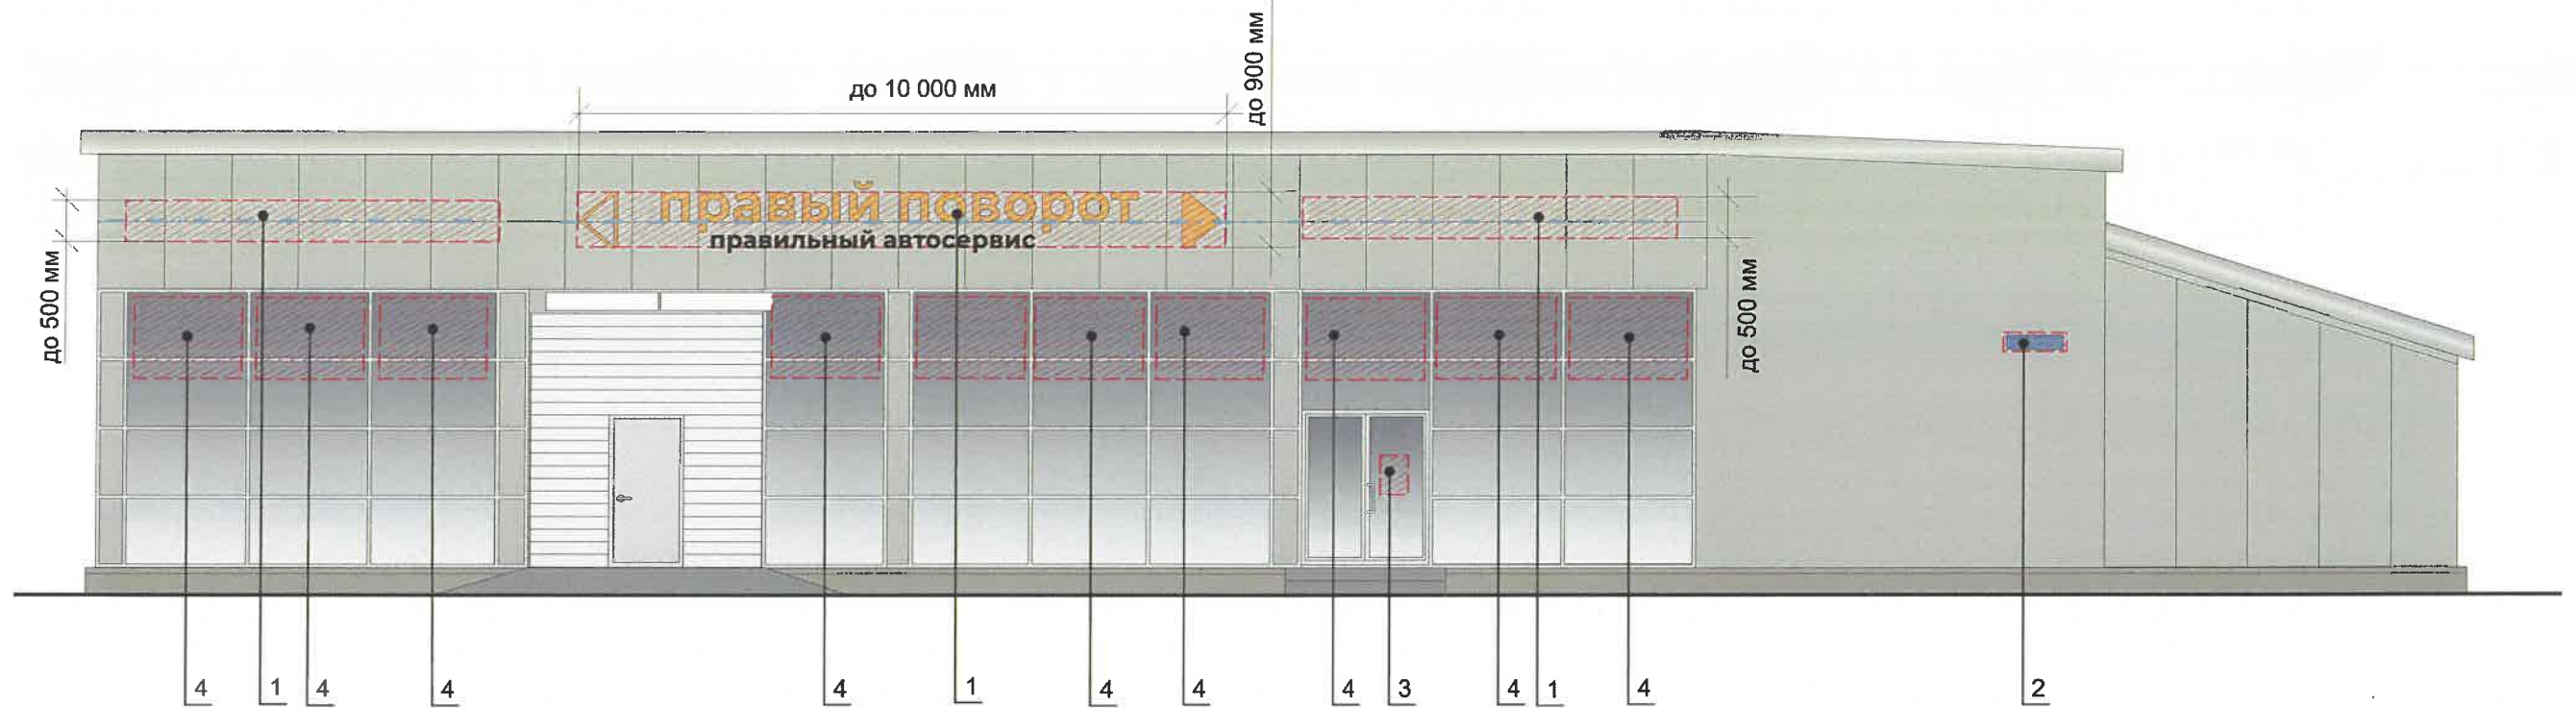 до 10 000 мм
до 900 мм
правый поворот
правильный автосервис
до 500 мм
до 500 мм
4 1 4 4 4 1 4 4 4 3 4 1 4 2